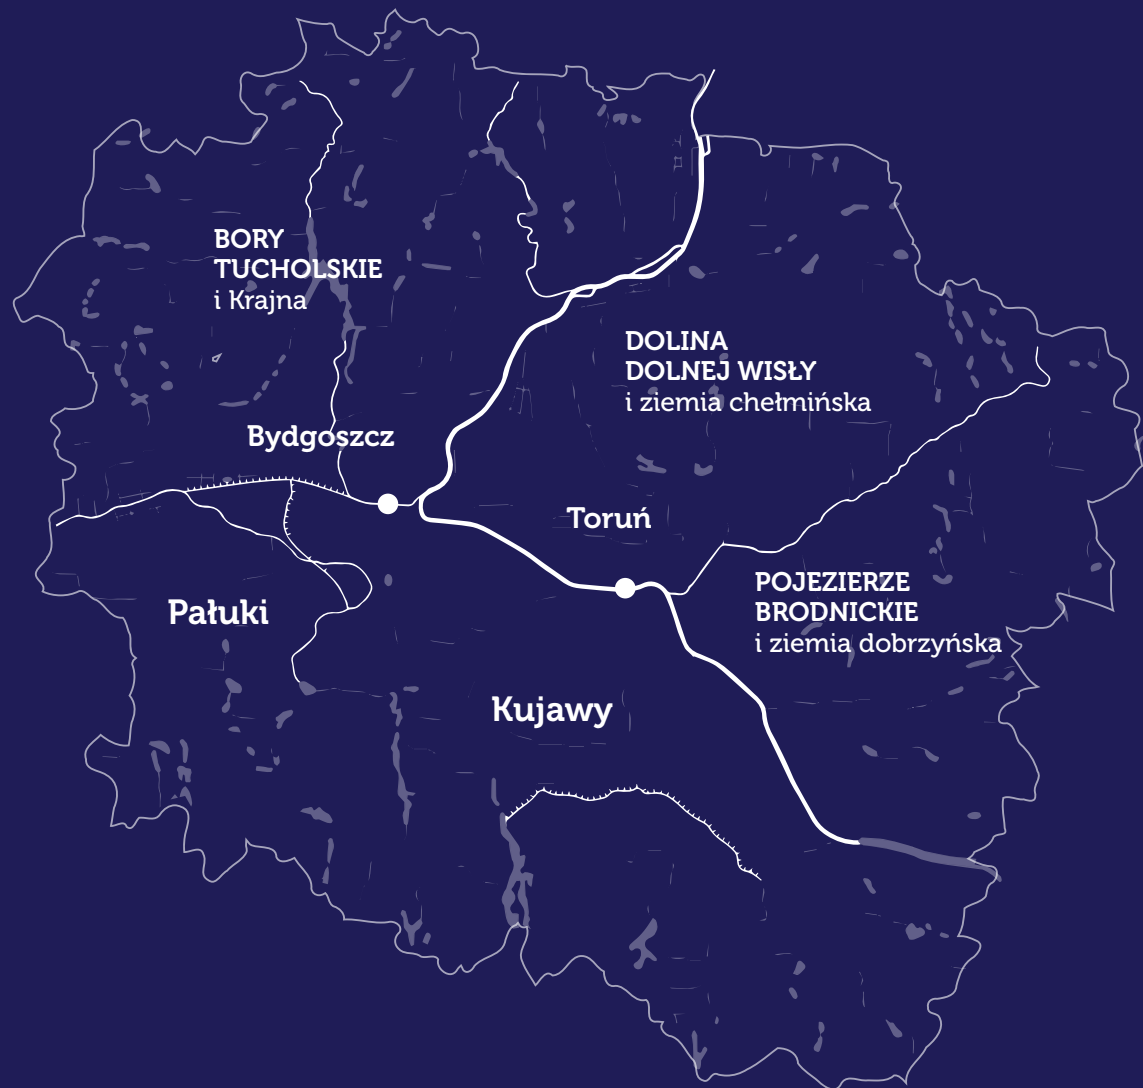 BORY
TUCHOLSKIE
i Krajna
DOLINA
DOLNEJ WISŁY
i ziemia chełmińska
Bydgoszcz
Toruń
POJEZIERZE
BRODNICKIE
i ziemia dobrzyńska
Pałuki
Kujawy